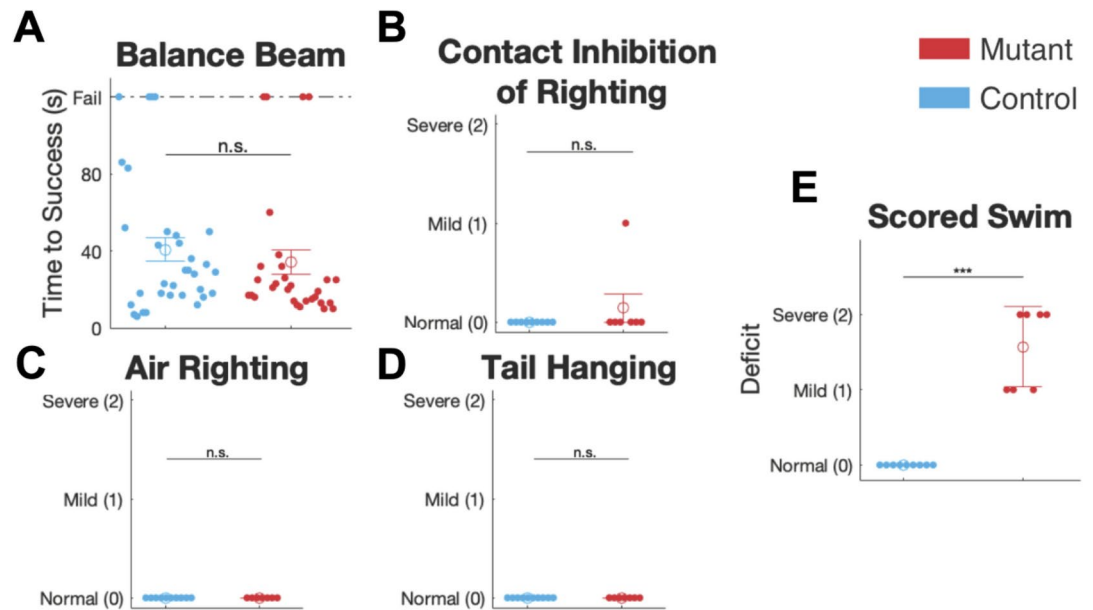 A
Balance Beam
Time to Success (s)
Fail
80
40
0
n.s.
B
Contact Inhibition
of Righting
Severe (2)
Mild (1)
Normal (0)
n.s.
Mutant
Control
C
Air Righting
Severe (2)
Mild (1)
Normal (0)
n.s.
D
Tail Hanging
Severe (2)
Mild (1)
Normal (0)
n.s.
E
Scored Swim
Deficit
Severe (2)
Mild (1)
Normal (0)
***